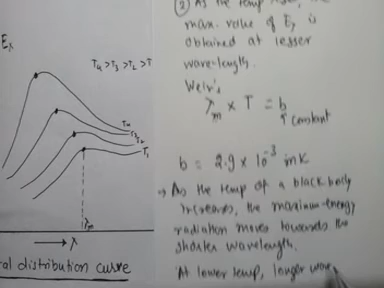 Eλ
T4 > T3 > T2 > T
T4
T3
T2
T1
λm
→ λ
al distribution curve
② As the temp
max. value of Eλ is
obtained at lesser
wave-length.
Wein's
λm × T = b
↑ constant
b = 2.9 × 10⁻³ mK
→ As the temp of a black body
increases, the maximum energy
radiation moves towards the
shorter wavelength.
At lower temp, longer wave